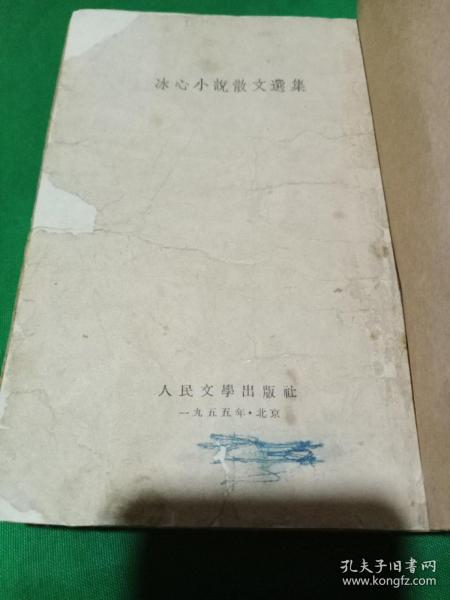 冰心小說散文選集
人民文學出版社
一九五五年·北京
孔夫子旧书网
www.kongfz.com